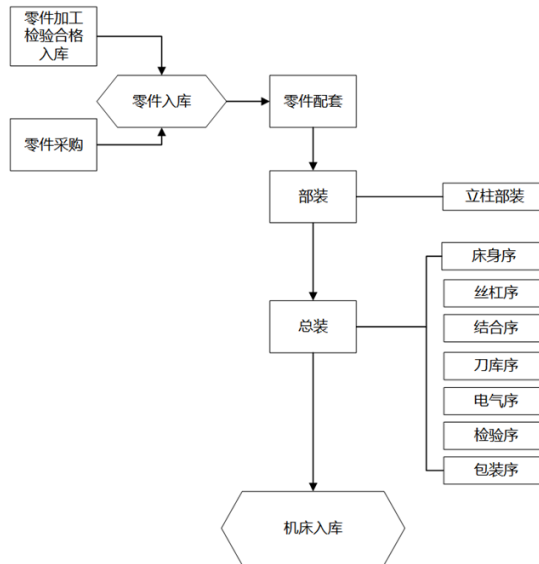 零件加工
检验合格
入库
零件入库
零件配套
零件采购
部装
立柱部装
床身序
丝杠序
总装
结合序
刀库序
电气序
检验序
包装序
机床入库